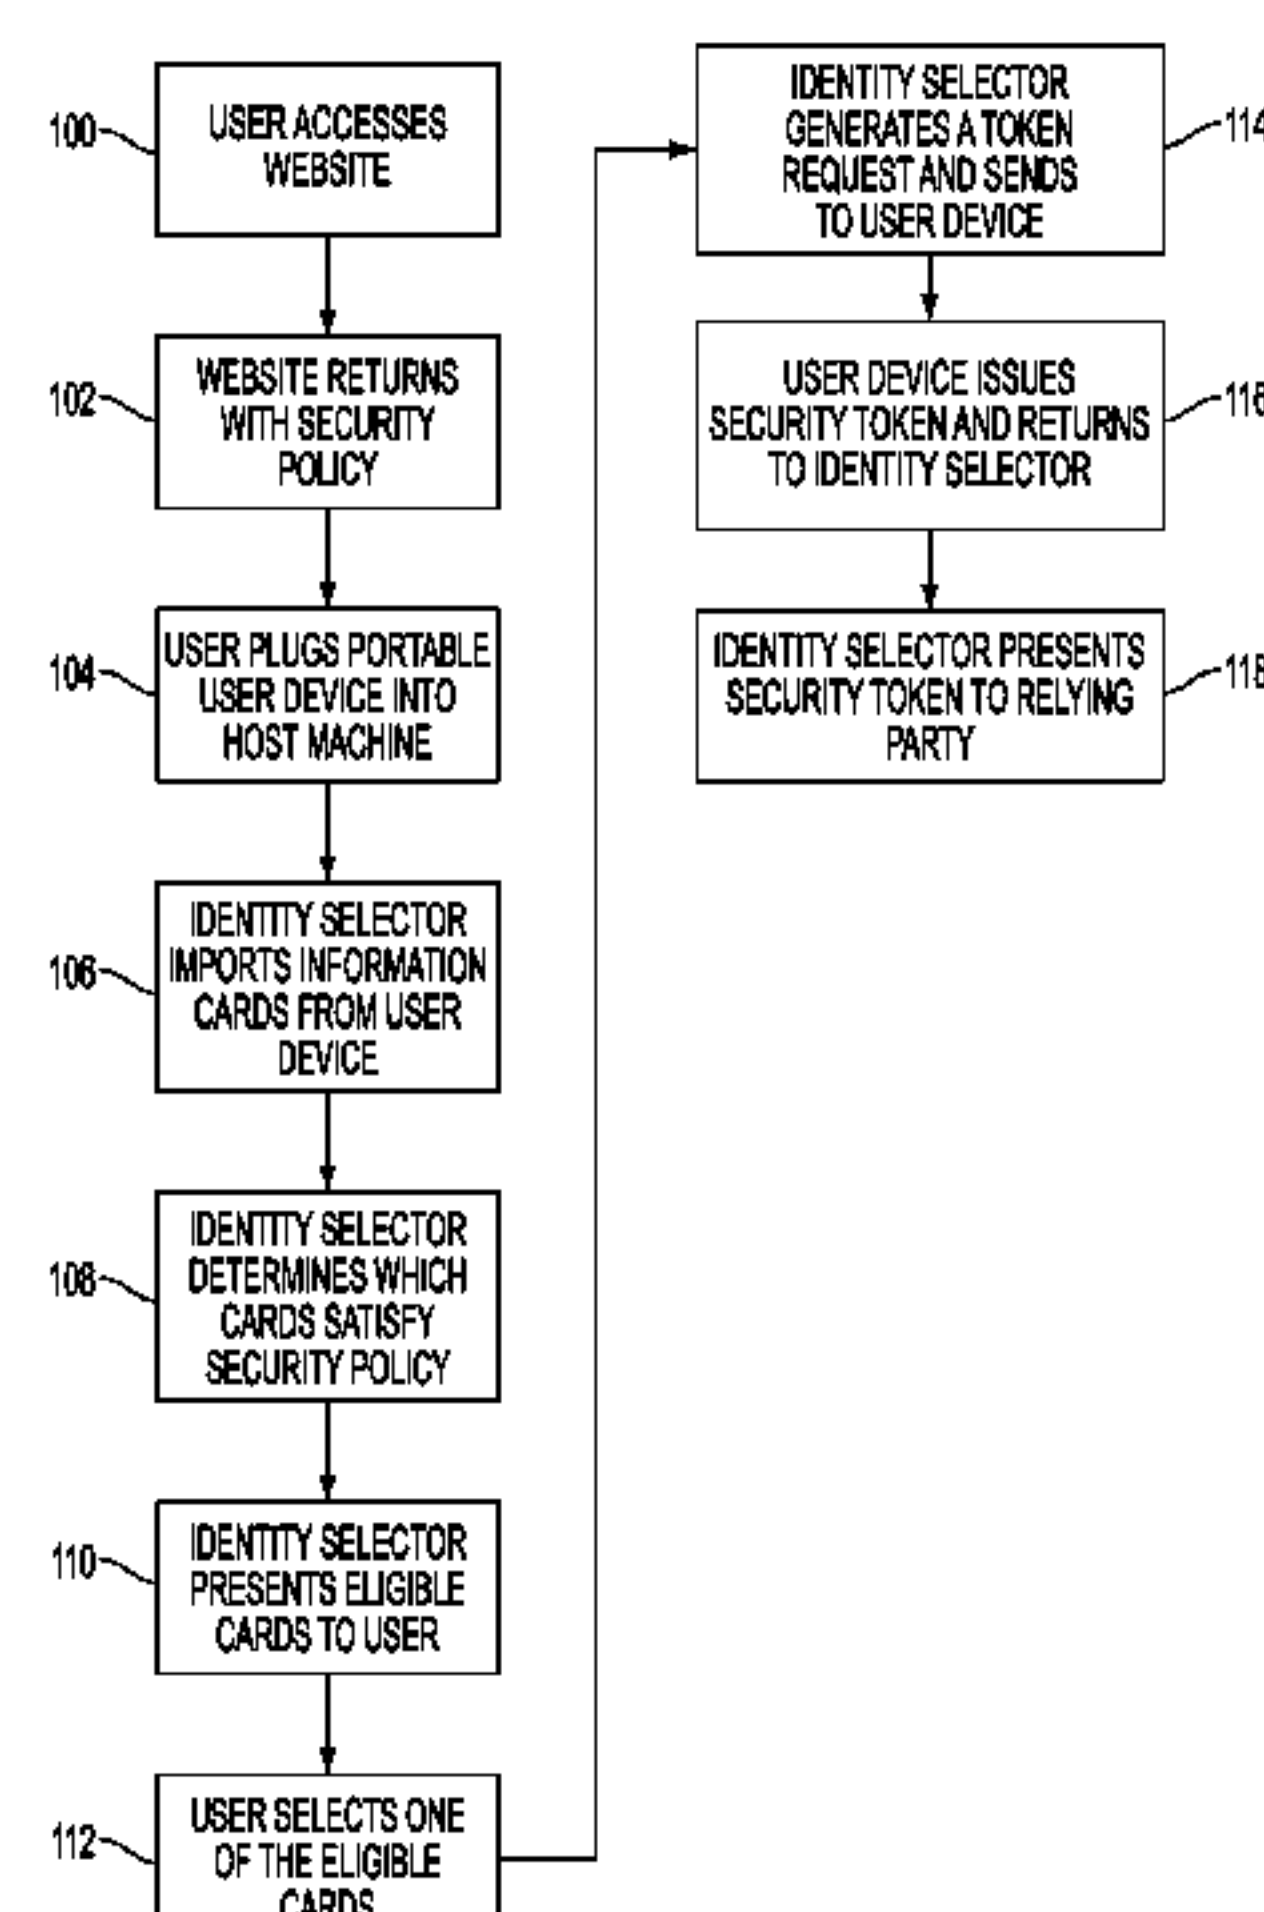 100
USER ACCESSES
WEBSITE
102
WEBSITE RETURNS
WITH SECURITY
POLICY
104
USER PLUGS PORTABLE
USER DEVICE INTO
HOST MACHINE
106
IDENTITY SELECTOR
IMPORTS INFORMATION
CARDS FROM USER
DEVICE
108
IDENTITY SELECTOR
DETERMINES WHICH
CARDS SATISFY
SECURITY POLICY
110
IDENTITY SELECTOR
PRESENTS ELIGIBLE
CARDS TO USER
112
USER SELECTS ONE
OF THE ELIGIBLE
CARDS
IDENTITY SELECTOR
GENERATES A TOKEN
REQUEST AND SENDS
TO USER DEVICE
114
USER DEVICE ISSUES
SECURITY TOKEN AND RETURNS
TO IDENTITY SELECTOR
116
IDENTITY SELECTOR PRESENTS
SECURITY TOKEN TO RELYING
PARTY
118